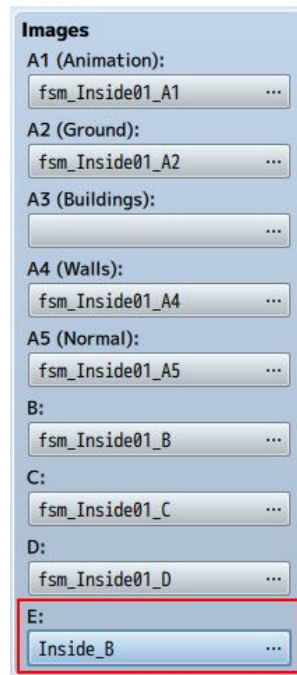 Images
A1 (Animation):
fsm_Inside01_A1 ...
A2 (Ground):
fsm_Inside01_A2 ...
A3 (Buildings):
...
A4 (Walls):
fsm_Inside01_A4 ...
A5 (Normal):
fsm_Inside01_A5 ...
B:
fsm_Inside01_B ...
C:
fsm_Inside01_C ...
D:
fsm_Inside01_D ...
E:
Inside_B ...